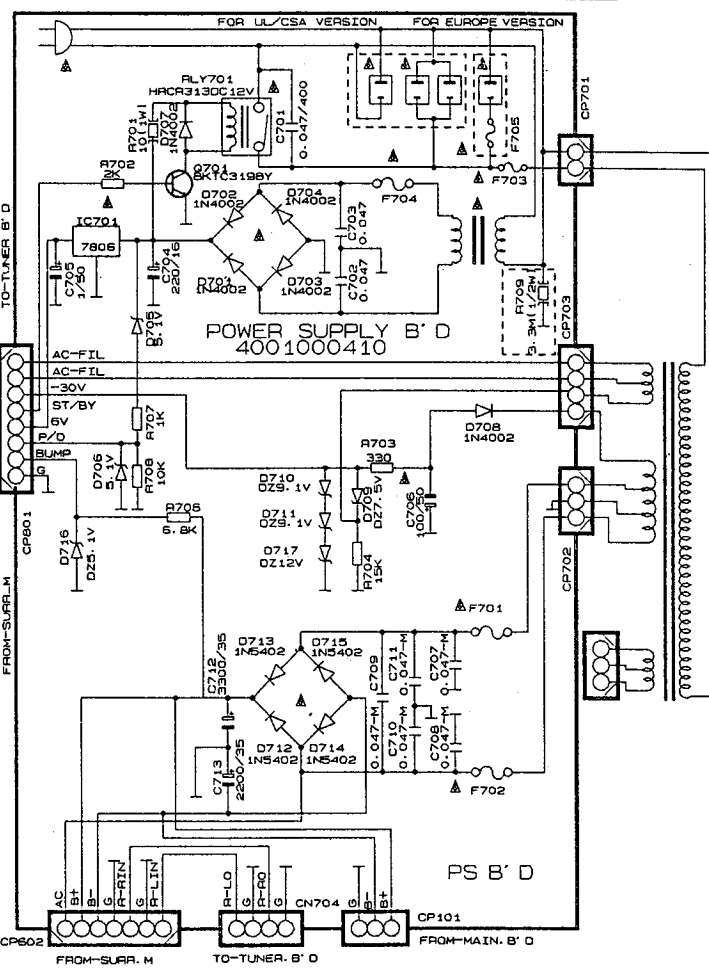 FOR UL/CSA VERSION
FOR EUROPE VERSION
RLY701
HRCR3130C12V
CP701
R701
10(1W)
D707
1N4002
C701
0.047/400
F705
F703
R702
2K
Q701
BKTC3198Y
D702
1N4002
D704
1N4002
F704
IC701
7806
C703
0.047
TO-TUNER B' D
C705
1/50
C704
220/16
D701
1N4002
D703
1N4002
C702
0.047
R709
3.3M(1/2W)
CP703
D705
5.1V
POWER SUPPLY B' D
4001000410
AC-FIL
AC-FIL
-30V
ST/BY
6V
P/D
BUMP
G
R707
1K
D708
1N4002
R703
330
D706
5.1V
R708
10K
D710
DZ9.1V
D709
DZ7.5V
C706
100/50
R708
6.8K
D711
DZ9.1V
CP801
D716
DZ5.1V
D717
DZ12V
R704
15K
CP702
FROM-SURR.M
F701
D713
1N5402
D715
1N5402
C712
3300/35
C709
0.047-M
C711
0.047-M
C707
0.047-M
D712
1N5402
D714
1N5402
C713
2200/35
C710
0.047-M
C708
0.047-M
F702
PS B' D
AC
B+
B-
G
R-RIN
G
R-LIN
R-LO
G
R-RO
G
CN704
G
B-
B+
CP101
CP602
FROM-SURR.M
TO-TUNER.B' D
FROM-MAIN.B' D